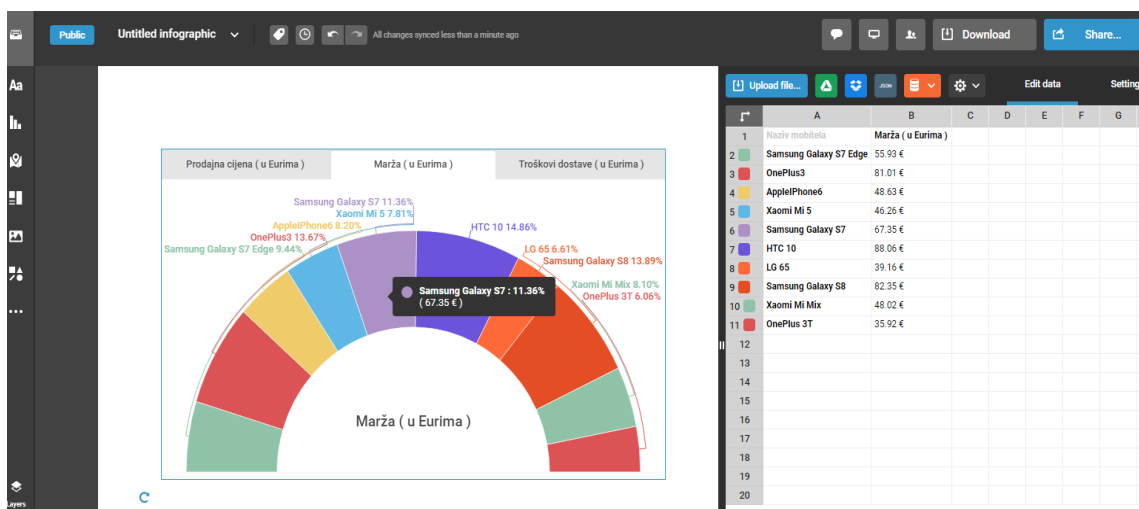 Public
Untitled infographic
All changes synced less than a minute ago
Download
Share...
Aa
Layers
Prodajna cijena ( u Eurima )
Marža ( u Eurima )
Troškovi dostave ( u Eurima )
Samsung Galaxy S7 11.36%
Xaomi Mi 5 7.81%
AppleIPhone6 8.20%
OnePlus3 13.67%
Samsung Galaxy S7 Edge 9.44%
HTC 10 14.86%
LG 65 6.61%
Samsung Galaxy S8 13.89%
Xaomi Mi Mix 8.10%
OnePlus 3T 6.06%
Samsung Galaxy S7 : 11.36%
( 67.35 € )
Marža ( u Eurima )
Upload file...
JSON
Edit data
Setting
A B C D E F G
1 Naziv mobitela Marža ( u Eurima )
2 Samsung Galaxy S7 Edge 55.93 €
3 OnePlus3 81.01 €
4 AppleIPhone6 48.63 €
5 Xaomi Mi 5 46.26 €
6 Samsung Galaxy S7 67.35 €
7 HTC 10 88.06 €
8 LG 65 39.16 €
9 Samsung Galaxy S8 82.35 €
10 Xaomi Mi Mix 48.02 €
11 OnePlus 3T 35.92 €
12
13
14
15
16
17
18
19
20